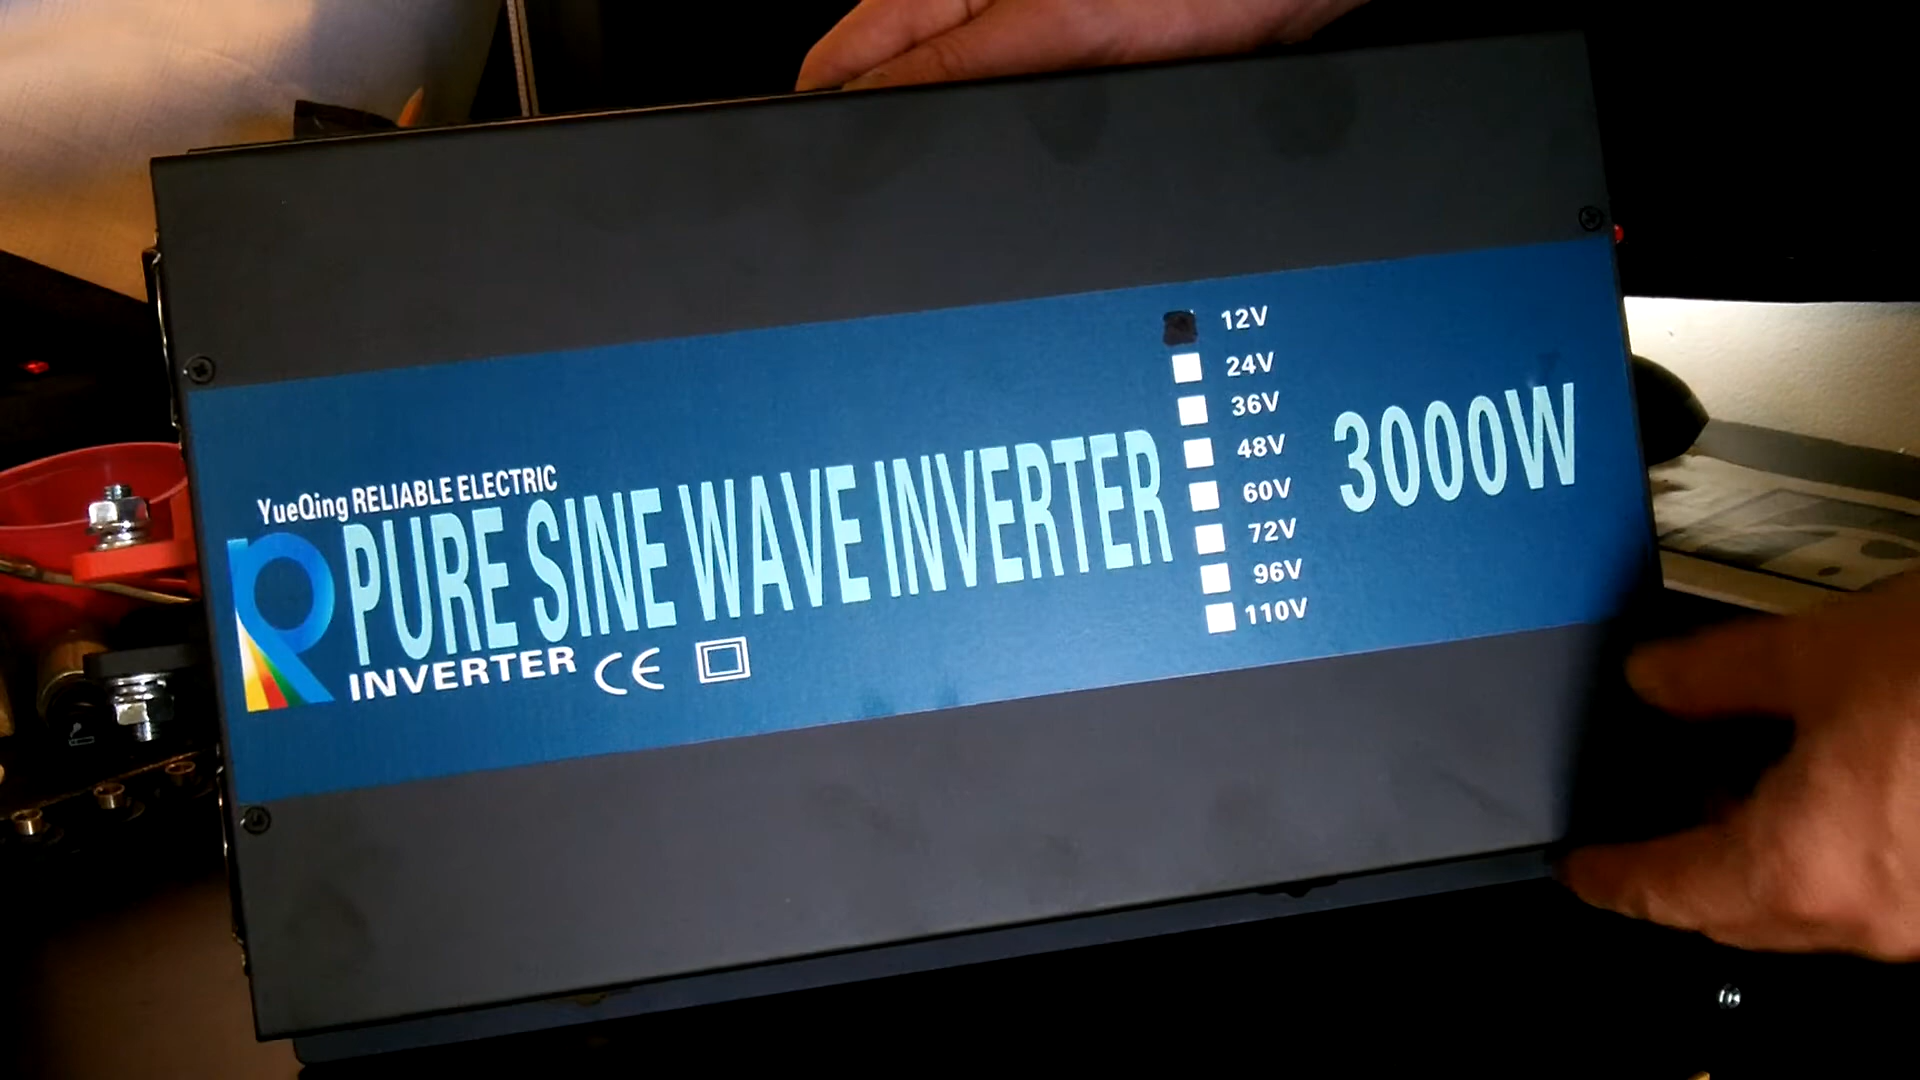 YueQing RELIABLE ELECTRIC
PURE SINE WAVE INVERTER
INVERTER CE
12V
24V
36V
48V
60V
72V
96V
110V
3000W